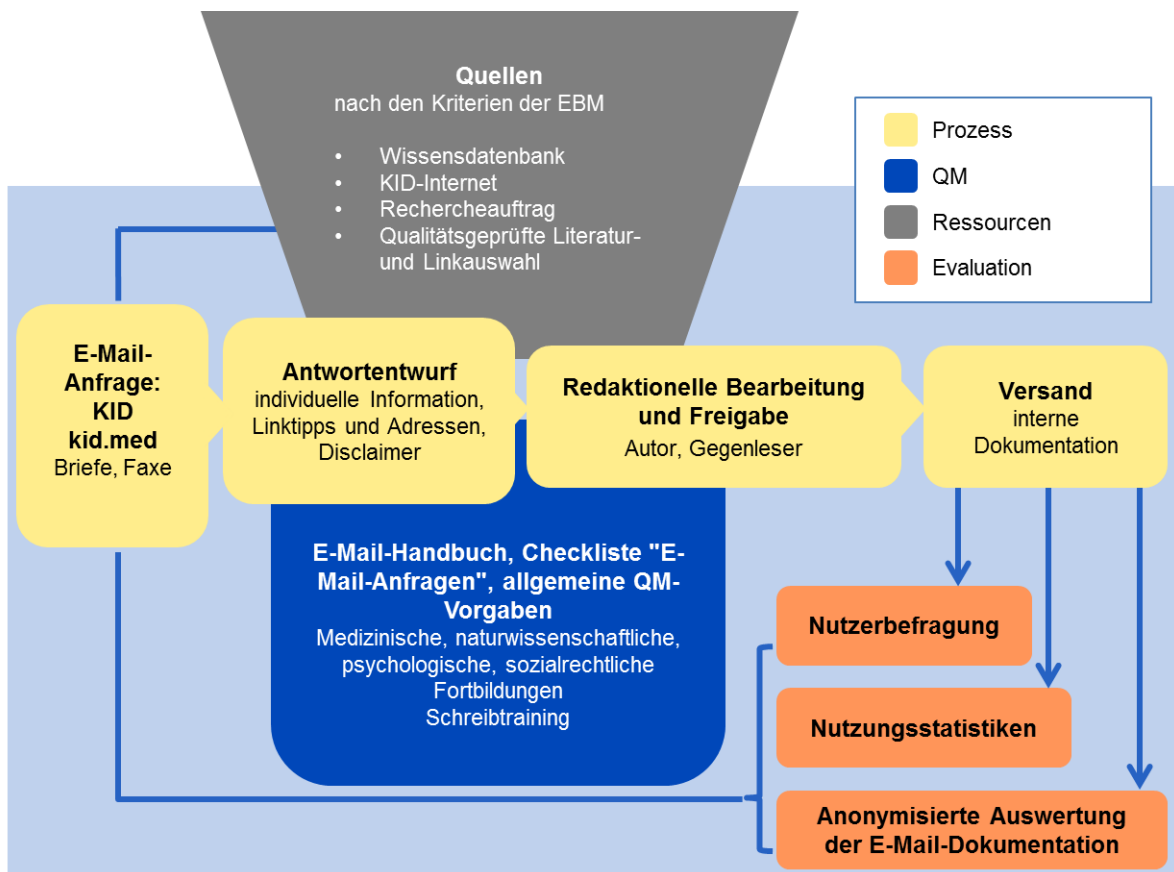 Quellen
nach den Kriterien der EBM
• Wissensdatenbank
• KID-Internet
• Rechercheauftrag
• Qualitätsgeprüfte Literatur-
und Linkauswahl
Prozess
QM
Ressourcen
Evaluation
E-Mail-
Anfrage:
KID
kid.med
Briefe, Faxe
Antwortentwurf
individuelle Information,
Linktipps und Adressen,
Disclaimer
Redaktionelle Bearbeitung
und Freigabe
Autor, Gegenleser
Versand
interne
Dokumentation
E-Mail-Handbuch, Checkliste "E-
Mail-Anfragen", allgemeine QM-
Vorgaben
Medizinische, naturwissenschaftliche,
psychologische, sozialrechtliche
Fortbildungen
Schreibtraining
Nutzerbefragung
Nutzungsstatistiken
Anonymisierte Auswertung
der E-Mail-Dokumentation